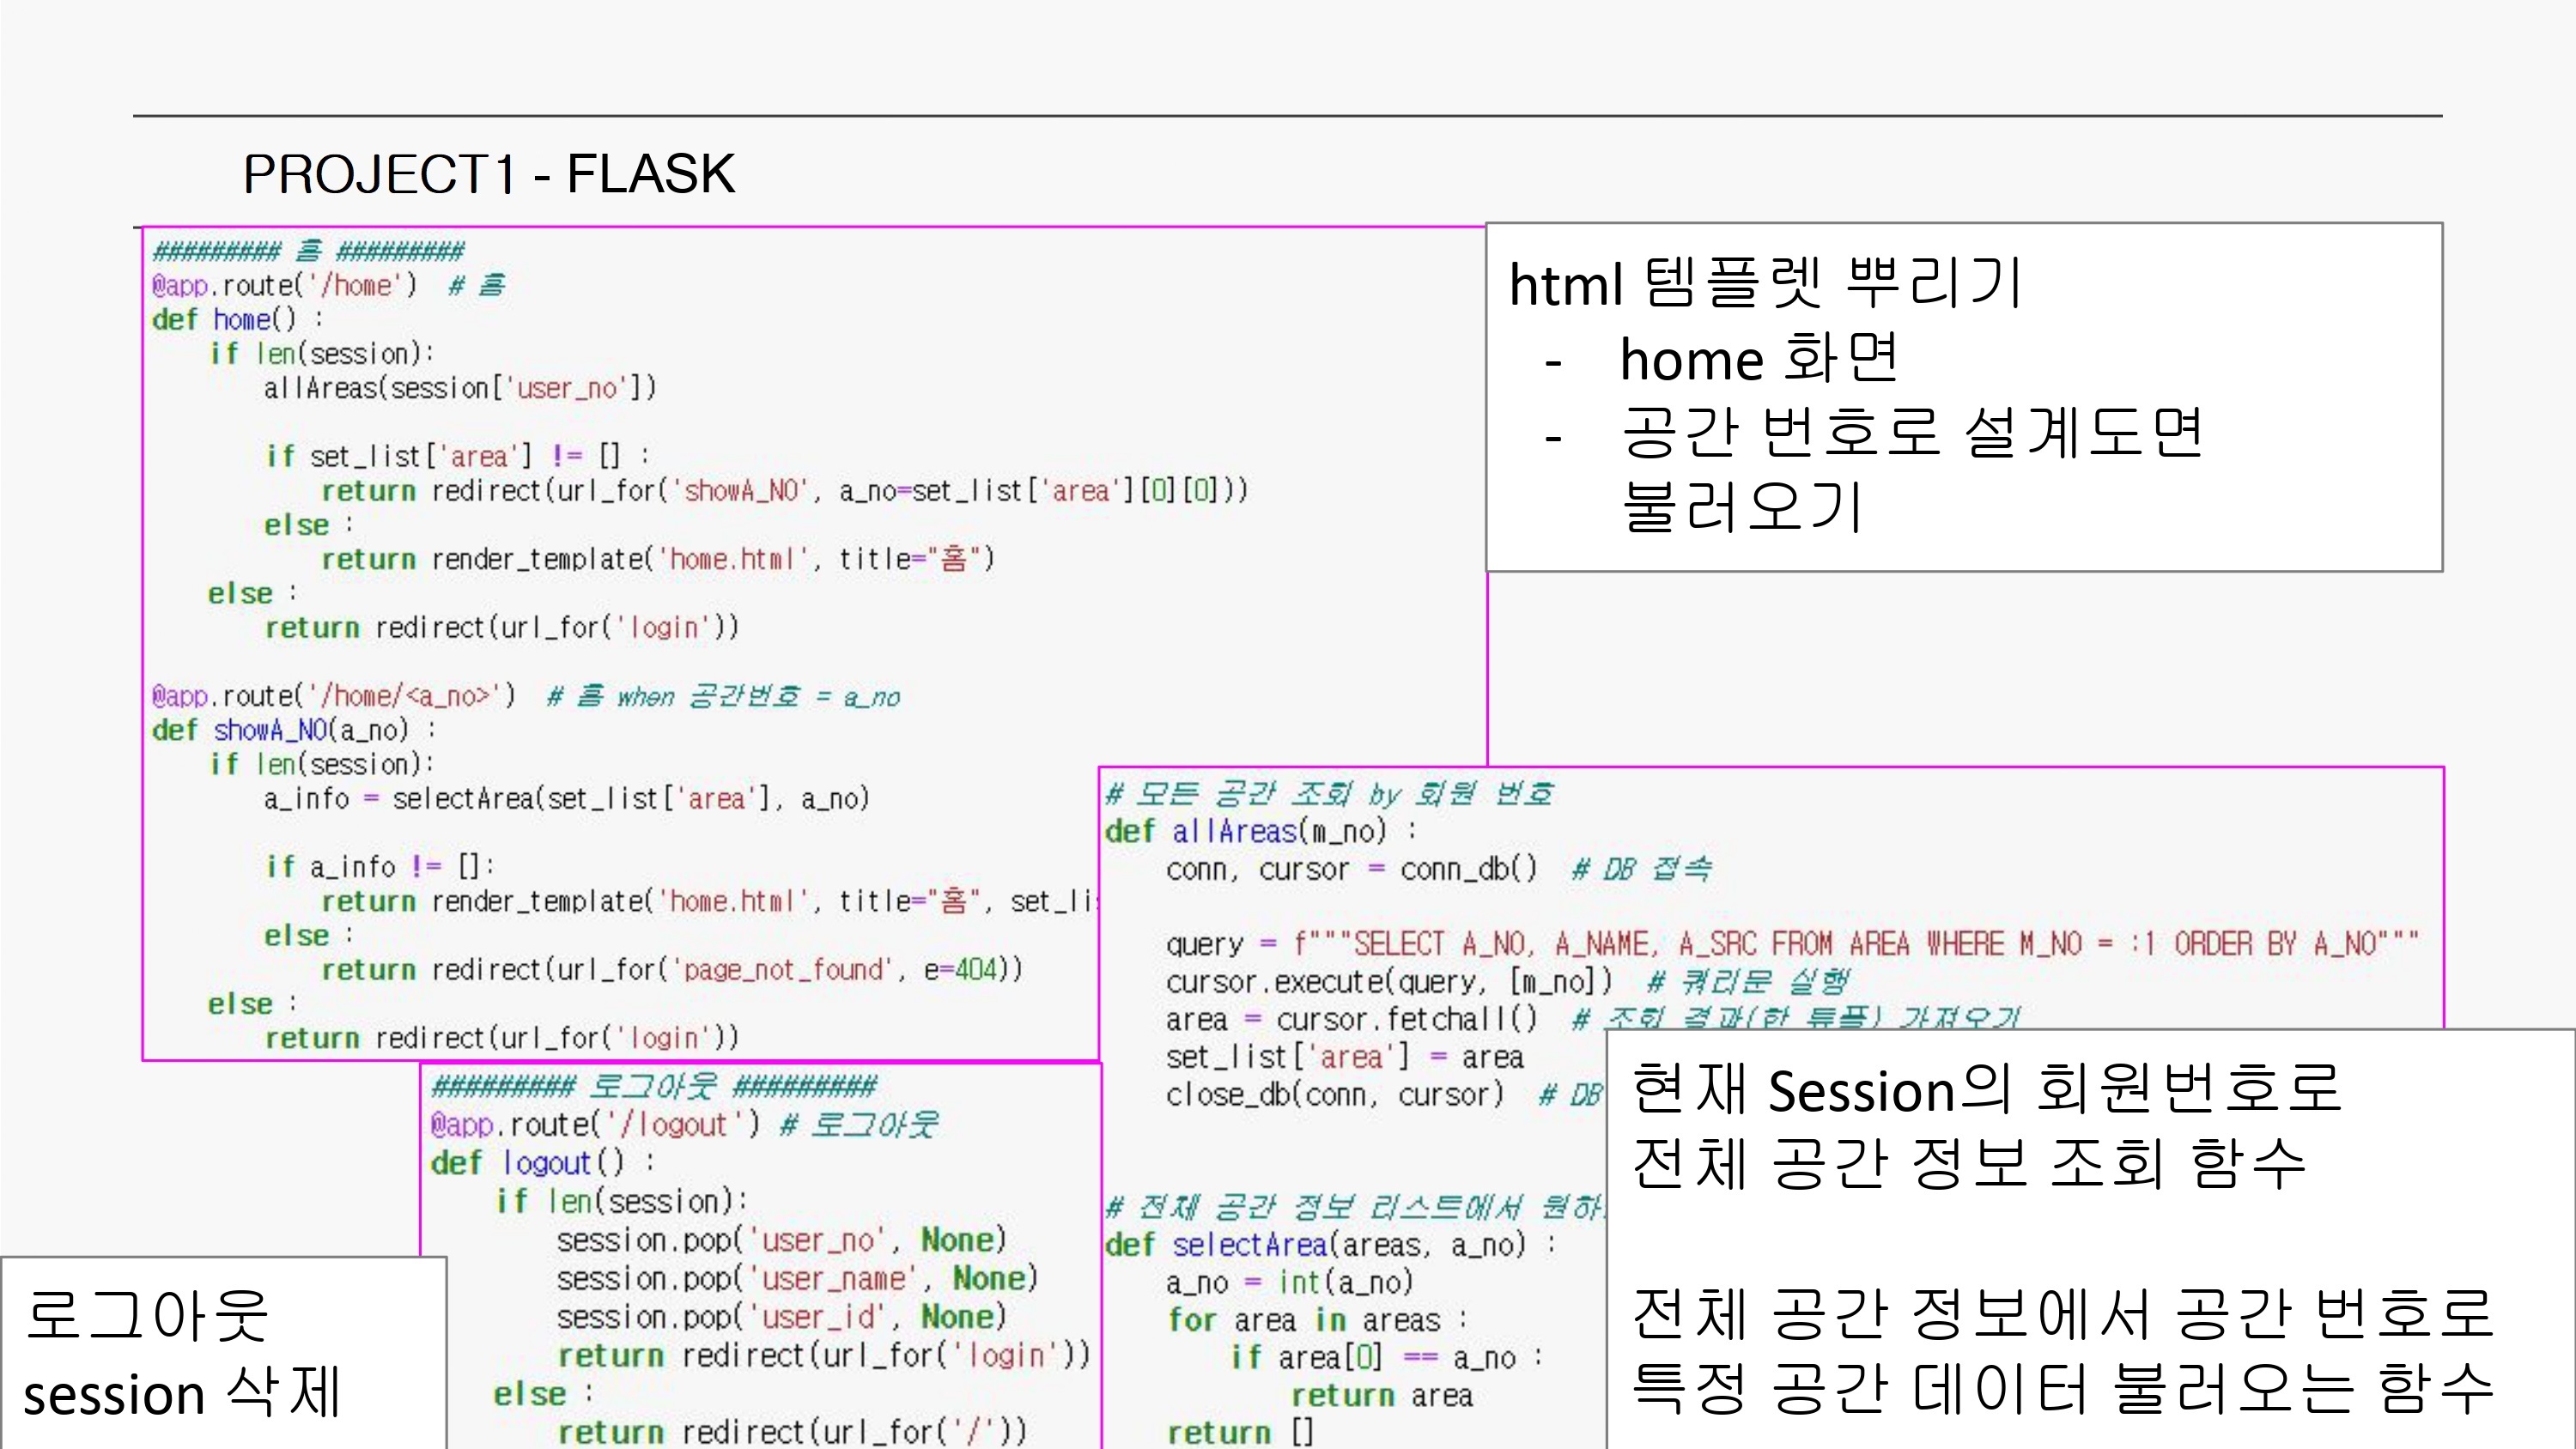 PROJECT1 - FLASK
######### 홈 #########
@app.route('/home')  # 홈
def home() :
    if len(session):
        allAreas(session['user_no'])
        if set_list['area'] != [] :
            return redirect(url_for('showA_NO', a_no=set_list['area'][0][0]))
        else :
            return render_template('home.html', title="홈")
    else :
        return redirect(url_for('login'))
@app.route('/home/<a_no>')  # 홈 when 공간번호 = a_no
def showA_NO(a_no) :
    if len(session):
        a_info = selectArea(set_list['area'], a_no)
        if a_info != []:
            return render_template('home.html', title="홈", set_li
        else :
            return redirect(url_for('page_not_found', e=404))
    else :
        return redirect(url_for('login'))
html 템플렛 뿌리기
- home 화면
- 공간 번호로 설계도면
불러오기
# 모든 공간 조회 by 회원 번호
def allAreas(m_no) :
    conn, cursor = conn_db()  # DB 접속
    query = f"""SELECT A_NO, A_NAME, A_SRC FROM AREA WHERE M_NO = :1 ORDER BY A_NO"""
    cursor.execute(query, [m_no])  # 쿼리문 실행
    area = cursor.fetchall()  # 조회 결과(한 튜플) 가져오기
    set_list['area'] = area
    close_db(conn, cursor)  # DB
# 전체 공간 정보 리스트에서 원하
def selectArea(areas, a_no) :
    a_no = int(a_no)
    for area in areas :
        if area[0] == a_no :
            return area
    return []
현재 Session의 회원번호로
전체 공간 정보 조회 함수
전체 공간 정보에서 공간 번호로
특정 공간 데이터 불러오는 함수
######### 로그아웃 #########
@app.route('/logout') # 로그아웃
def logout() :
    if len(session):
        session.pop('user_no', None)
        session.pop('user_name', None)
        session.pop('user_id', None)
        return redirect(url_for('login'))
    else :
        return redirect(url_for('/'))
로그아웃
session 삭제